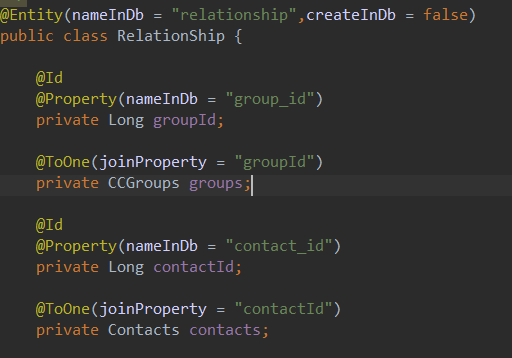 @Entity(nameInDb = "relationship",createInDb = false)
public class RelationShip {
@Id
@Property(nameInDb = "group_id")
private Long groupId;
@ToOne(joinProperty = "groupId")
private CCGroups groups;
@Id
@Property(nameInDb = "contact_id")
private Long contactId;
@ToOne(joinProperty = "contactId")
private Contacts contacts;